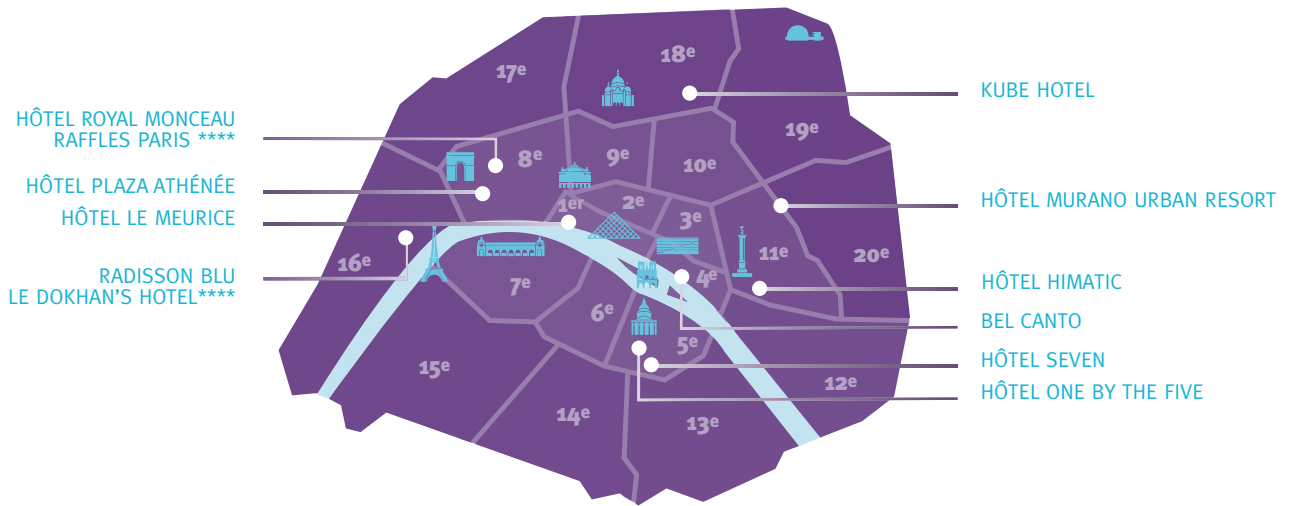 HÔTEL ROYAL MONCEAU
RAFFLES PARIS ****
HÔTEL PLAZA ATHÉNÉE
HÔTEL LE MEURICE
RADISSON BLU
LE DOKHAN'S HOTEL****
17e
18e
19e
8e
9e
10e
1er
2e
3e
11e
20e
16e
7e
4e
6e
5e
15e
12e
14e
13e
KUBE HOTEL
HÔTEL MURANO URBAN RESORT
HÔTEL HIMATIC
BEL CANTO
HÔTEL SEVEN
HÔTEL ONE BY THE FIVE